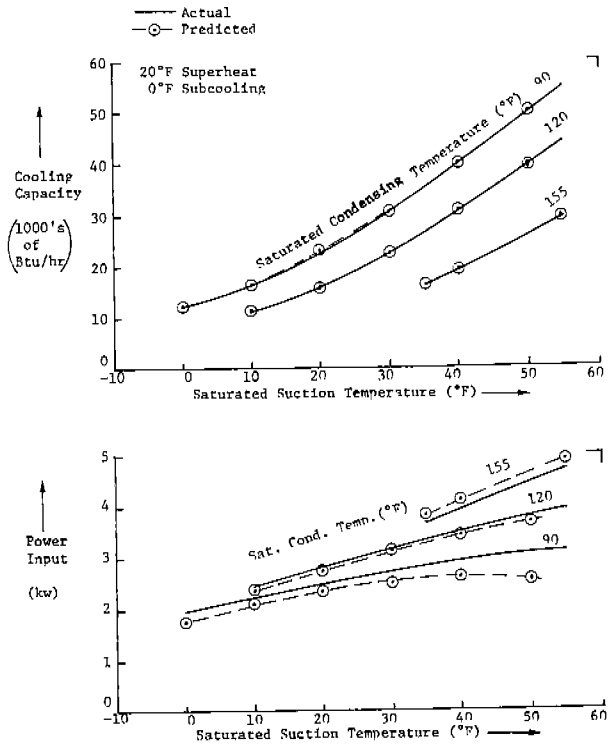 Actual
Predicted
20°F Superheat
0°F Subcooling
Cooling
Capacity
(1000's
of
Btu/hr)
60
50
40
30
20
10
0
Saturated Condensing Temperature (°F)
90
120
155
-10 0 10 20 30 40 50 60
Saturated Suction Temperature (°F)
Power
Input
(kw)
5
4
3
2
1
0
Sat. Cond. Temp. (°F)
155
120
90
-10 0 10 20 30 40 50 60
Saturated Suction Temperature (°F)